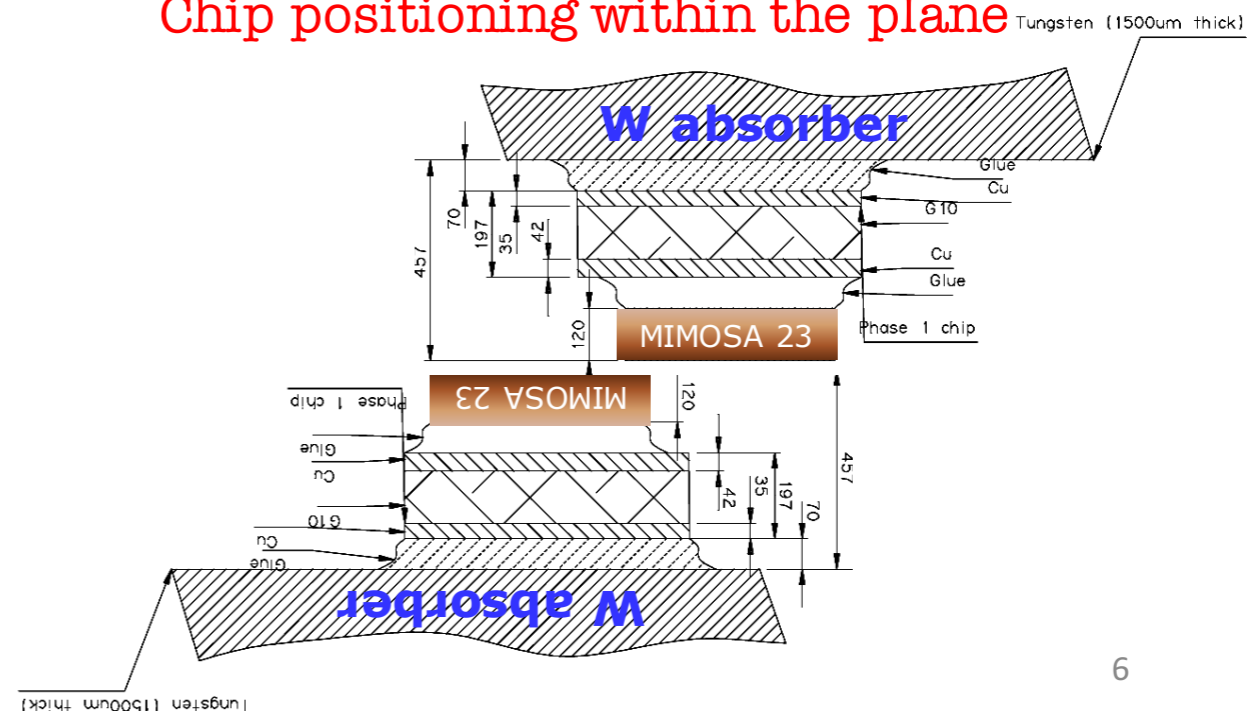 Chip positioning within the plane
Tungsten (1500um thick)
W absorber
Glue
Cu
G10
Cu
Glue
Phase 1 chip
70
197
35
42
457
120
MIMOSA 23
MIMOSA 23
120
Phase 1 chip
Glue
Cu
G10
Cu
Glue
42
35
197
70
457
W absorber
Tungsten (1500um thick)
6